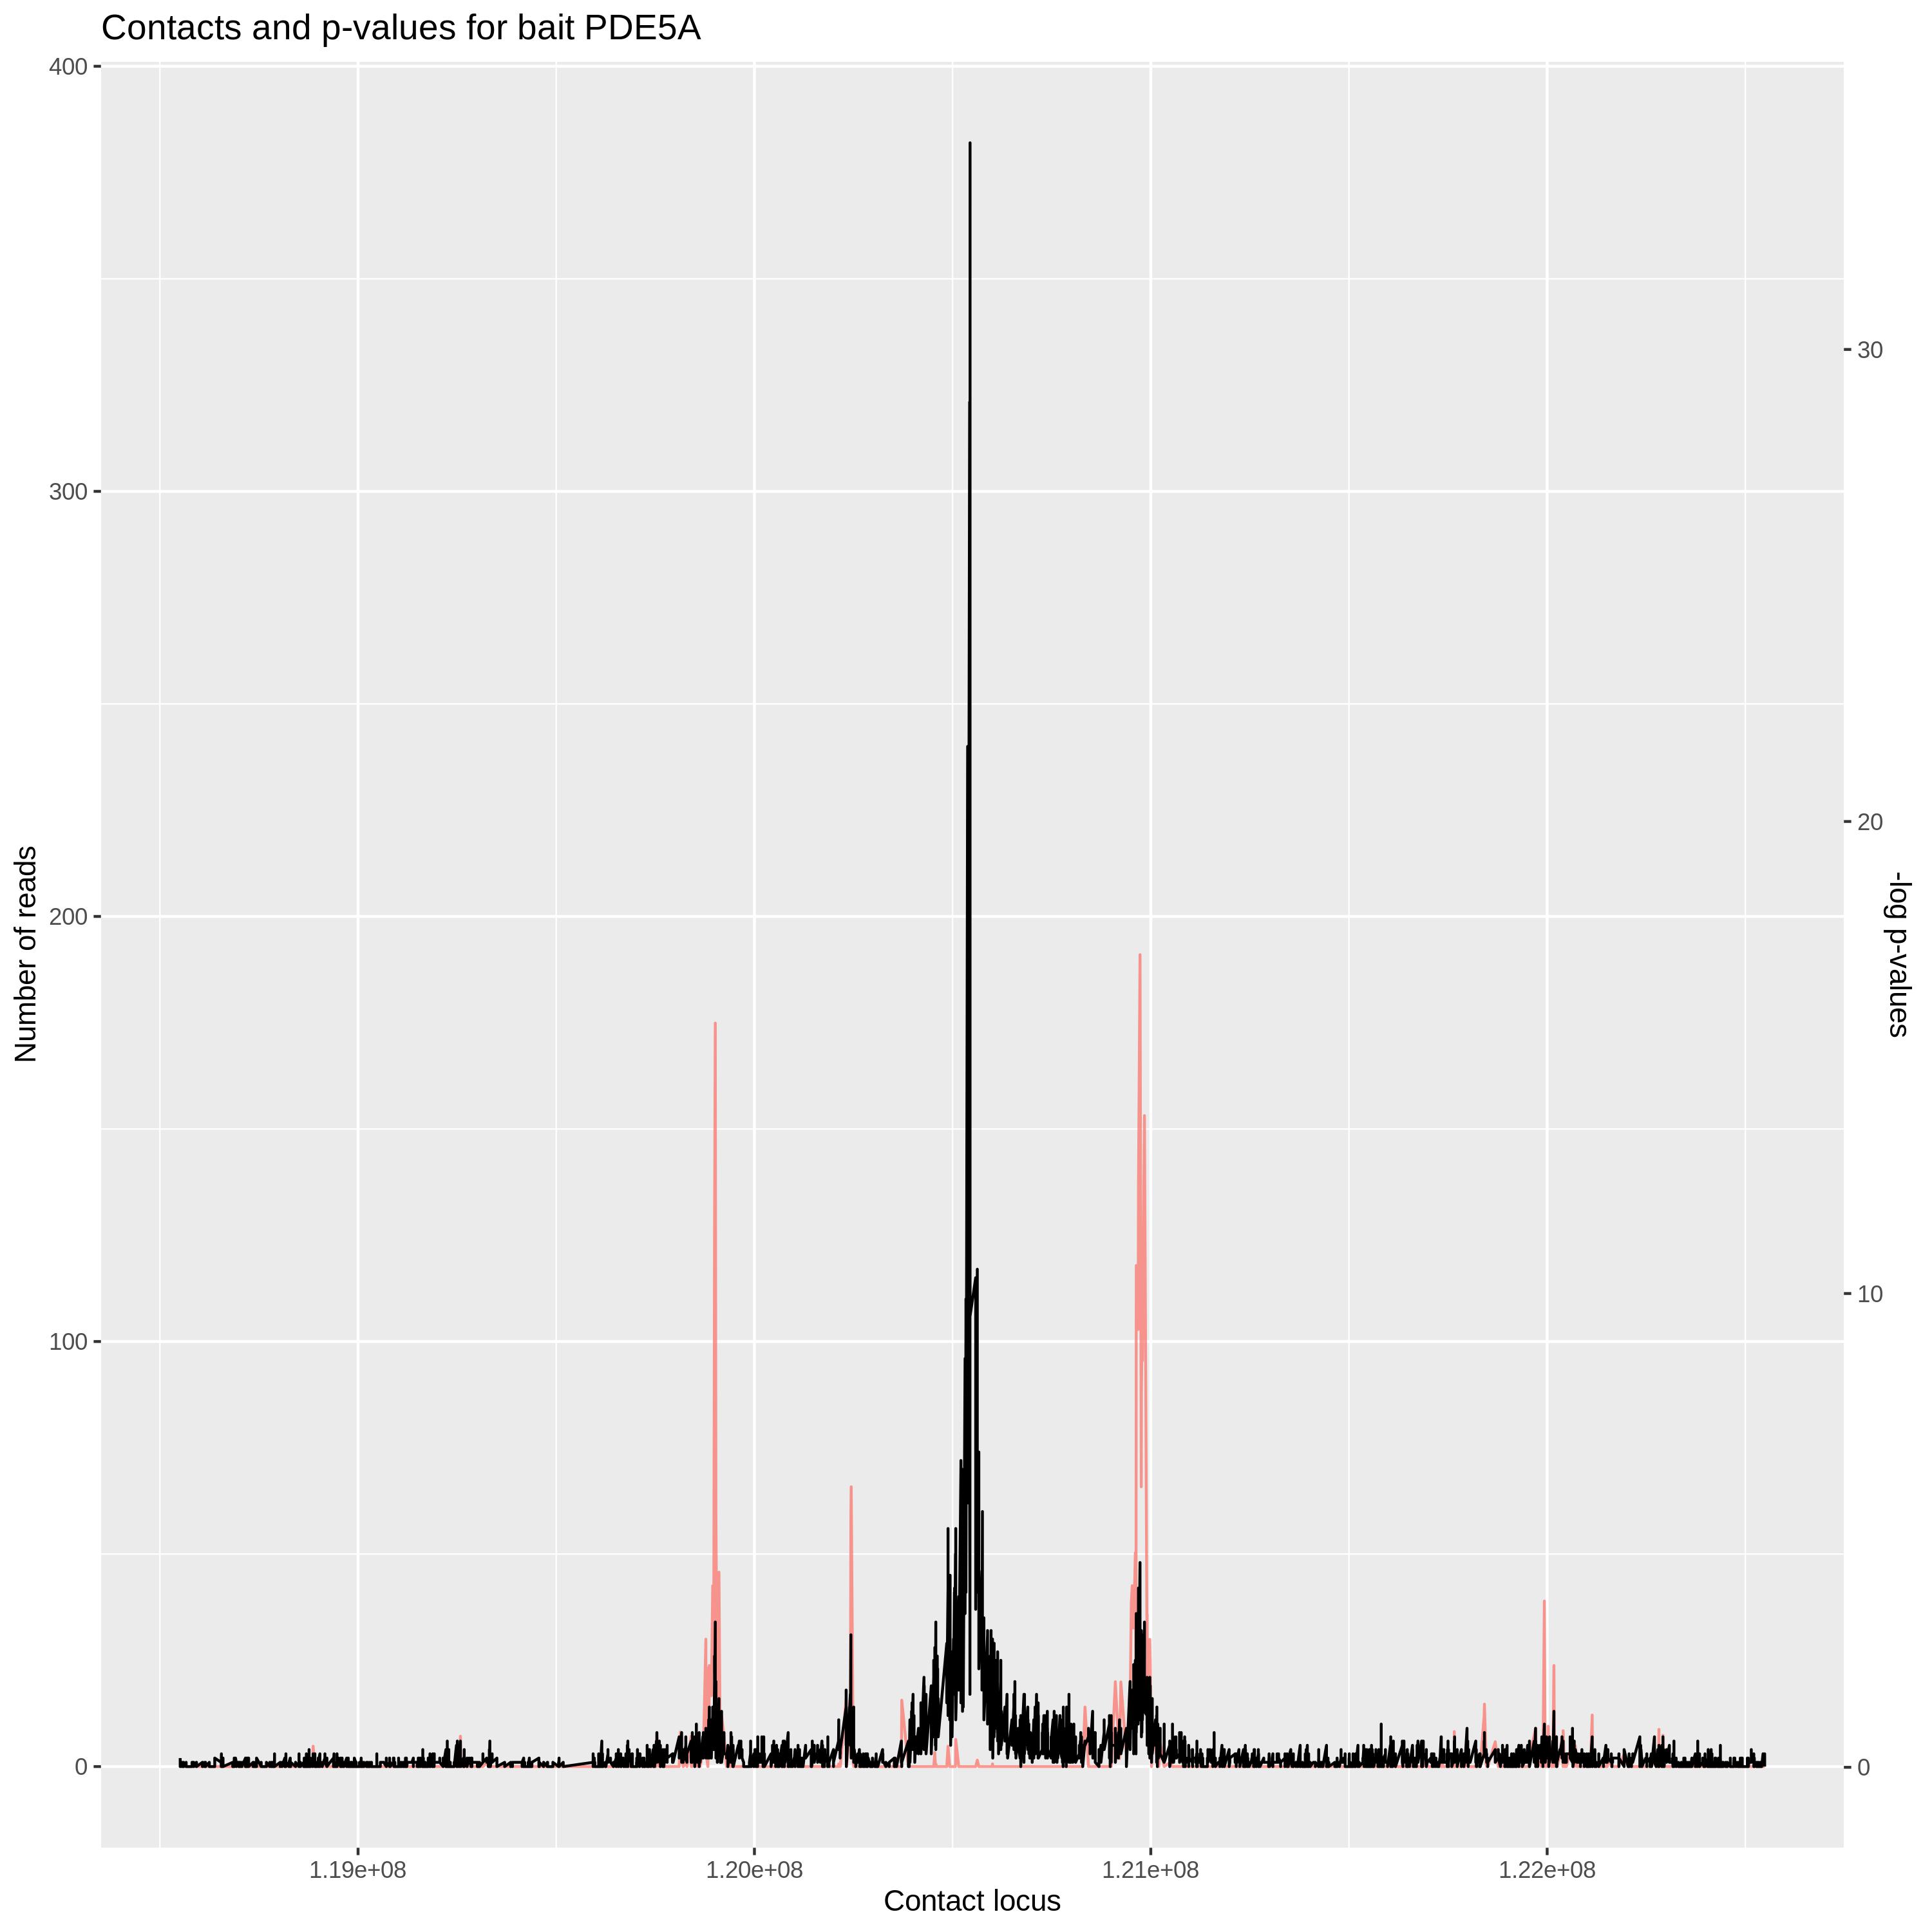 Contacts and p-values for bait PDE5A
400
300
200
100
0
Number of reads
30
20
10
0
-log p-values
1.19e+08
1.20e+08
1.21e+08
1.22e+08
Contact locus